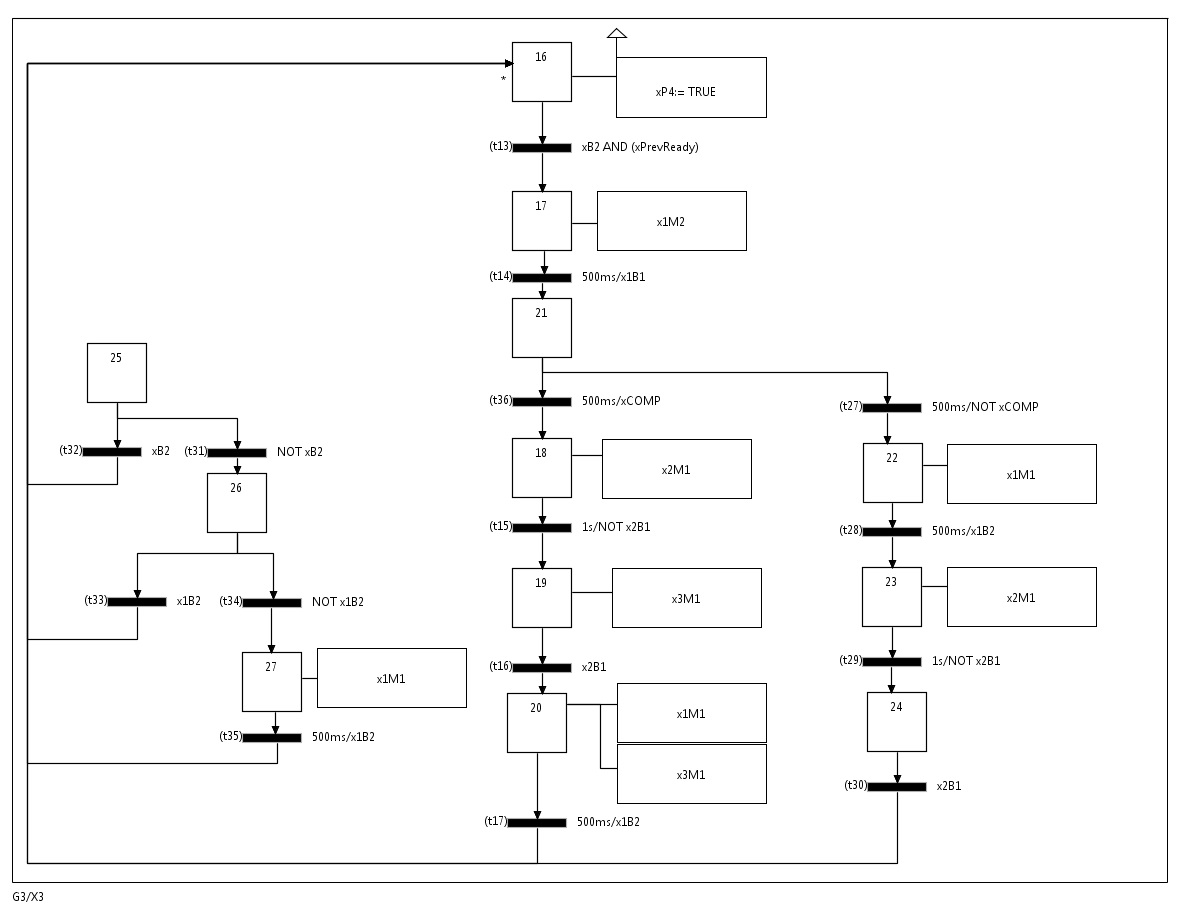 16
*
xP4:= TRUE
(t13) xB2 AND (xPrevReady)
17
x1M2
(t14) 500ms/x1B1
21
25
(t36) 500ms/xCOMP
(t27) 500ms/NOT xCOMP
(t32) xB2
(t31) NOT xB2
18
x2M1
22
x1M1
26
(t15) 1s/NOT x2B1
(t28) 500ms/x1B2
19
x3M1
23
x2M1
(t33) x1B2
(t34) NOT x1B2
27
x1M1
(t16) x2B1
(t29) 1s/NOT x2B1
20
x1M1
x3M1
24
(t35) 500ms/x1B2
(t30) x2B1
(t17) 500ms/x1B2
G3/X3